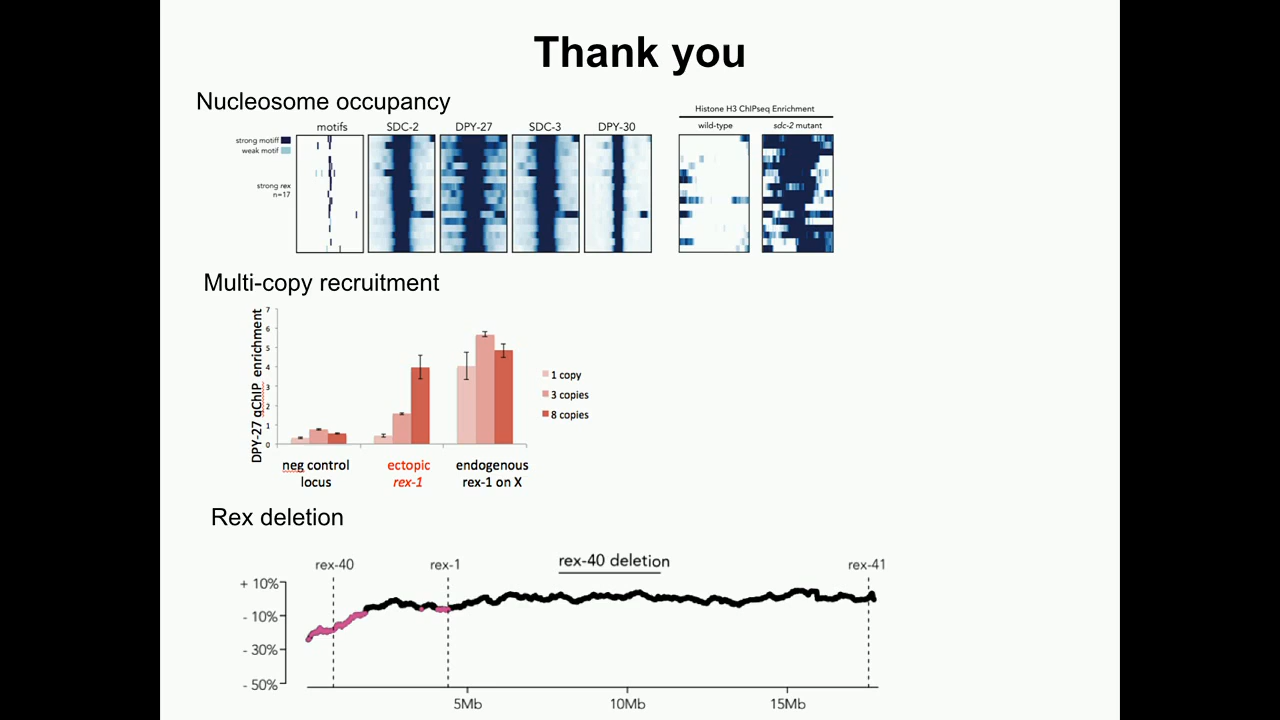 Thank you
Nucleosome occupancy
Histone H3 ChIPseq Enrichment
motifs SDC-2 DPY-27 SDC-3 DPY-30 wild-type sdc-2 mutant
strong motiff
weak motif
strong rex
n=17
Multi-copy recruitment
DPY-27 qChIP enrichment
7
6
5
4
3
2
1
0
1 copy
3 copies
8 copies
neg control
locus
ectopic
rex-1
endogenous
rex-1 on X
Rex deletion
rex-40 deletion
rex-40 rex-1 rex-41
+ 10%
- 10%
- 30%
- 50%
5Mb 10Mb 15Mb